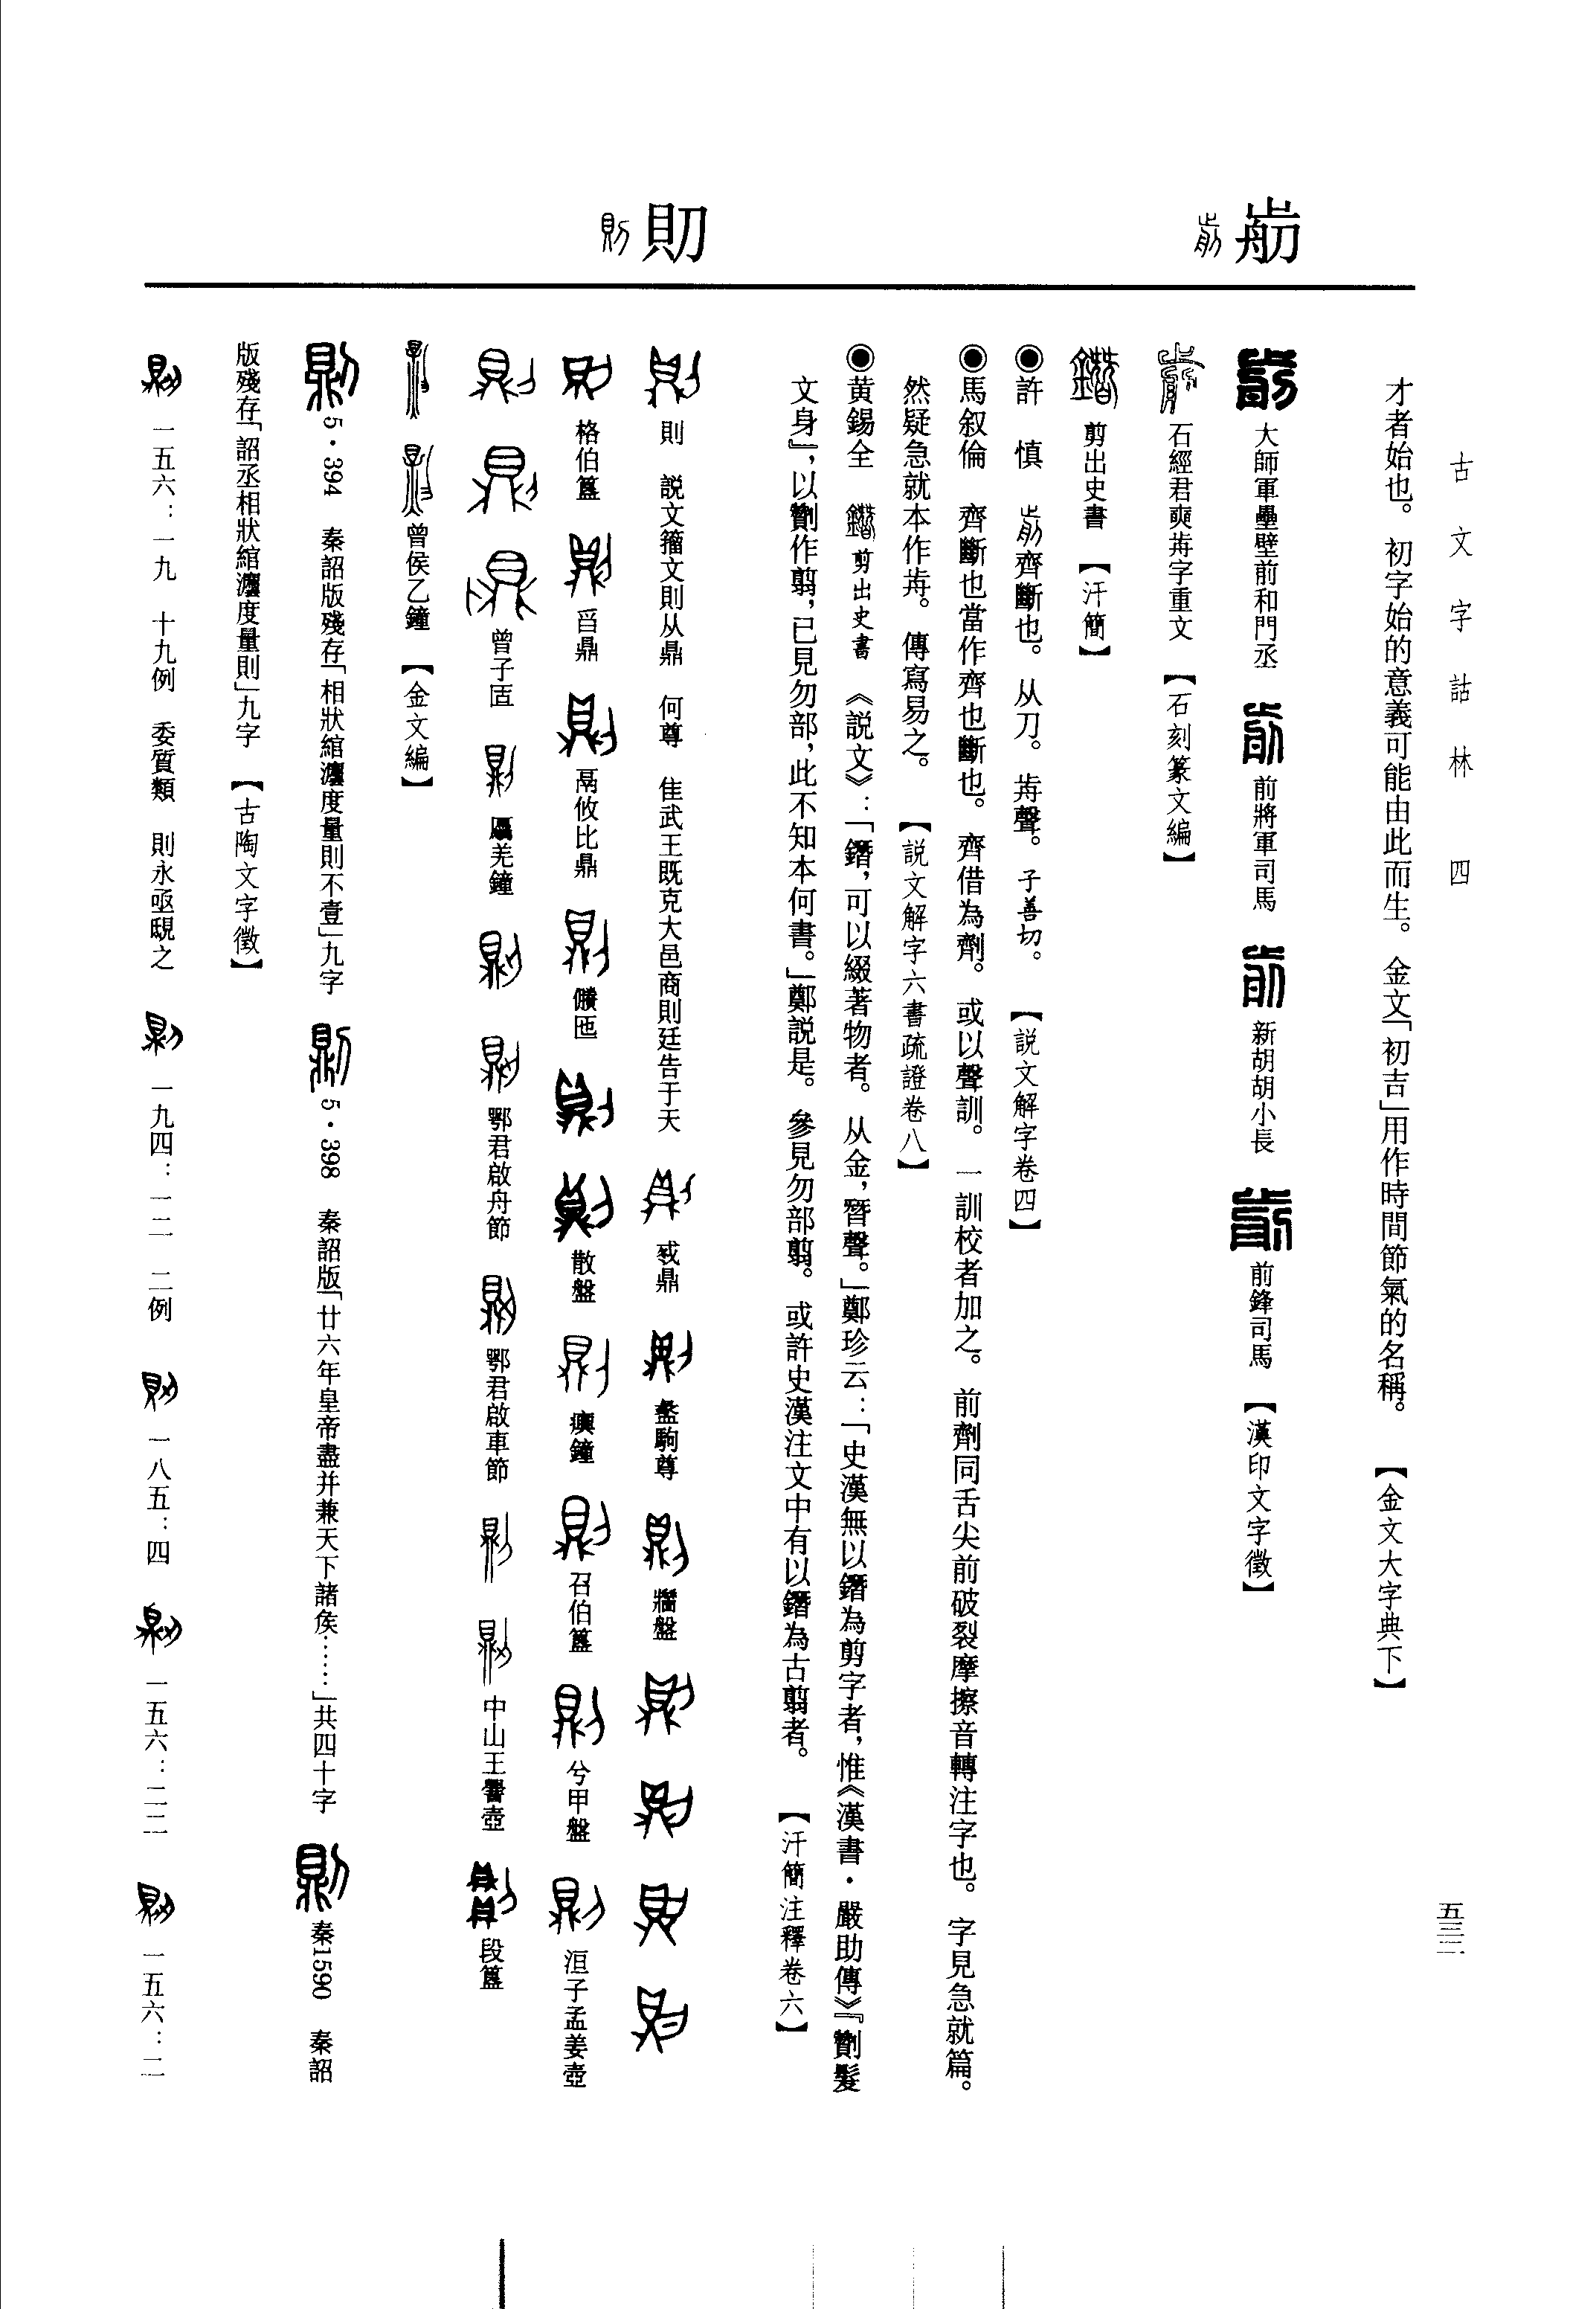 古文字詁林 四
五三二
才者始也。初字始的意義可能由此而生。金文「初吉」用作時間節氣的名稱。【金文大字典下】
大師軍壘壁前和門丞 前將軍司馬 新胡胡小長 前鋒司馬 【漢印文字徵】
石經君奭歬字重文 【石刻篆文編】
剪出史書 【汗簡】
◉許 慎 齊斷也。从刀。歬聲。子善切。 【說文解字卷四】
◉馬叙倫 齊斷也當作齊也斷也。齊借為劑。或以聲訓。一訓校者加之。前劑同舌尖前破裂摩擦音轉注字也。字見急就篇。
然疑急就本作歬。傳寫易之。 【說文解字六書疏證卷八】
◉黄錫全 剪出史書 《説文》：「鐕，可以綴著物者。从金，朁聲。」鄭珍云：「史漢無以鐕為剪字者，惟《漢書·嚴助傳》『劗髮
文身』，以劗作翦，已見勿部，此不知本何書。」鄭説是。參見勿部翦。或許史漢注文中有以鐕為古翦者。 【汗簡注釋卷六】
則
則 説文籀文則从鼎 何尊 隹武王既克大邑商則廷告于天 㦰鼎 盠駒尊 牆盤
格伯簋 舀鼎 鬲攸比鼎 儵匜 散盤 𤼈鐘 召伯簋 兮甲盤 洹子孟姜壺
曾子𠤳 𠫑羌鐘 鄂君啟舟節 鄂君啟車節 中山王𰯼壺 段簋
曾侯乙鐘 【金文編】
5·394 秦詔版殘存「相狀綰灋度量則不壹」九字 5·398 秦詔版「廿六年皇帝盡并兼天下諸矦……」共四十字 秦1590 秦詔
版殘存「詔丞相狀綰灋度量則」九字 【古陶文字徵】
一五六：一九 十九例 委質類 則永亟覞之 一九四：一二 二例 一八五：四 一五六：二二 一五六：二